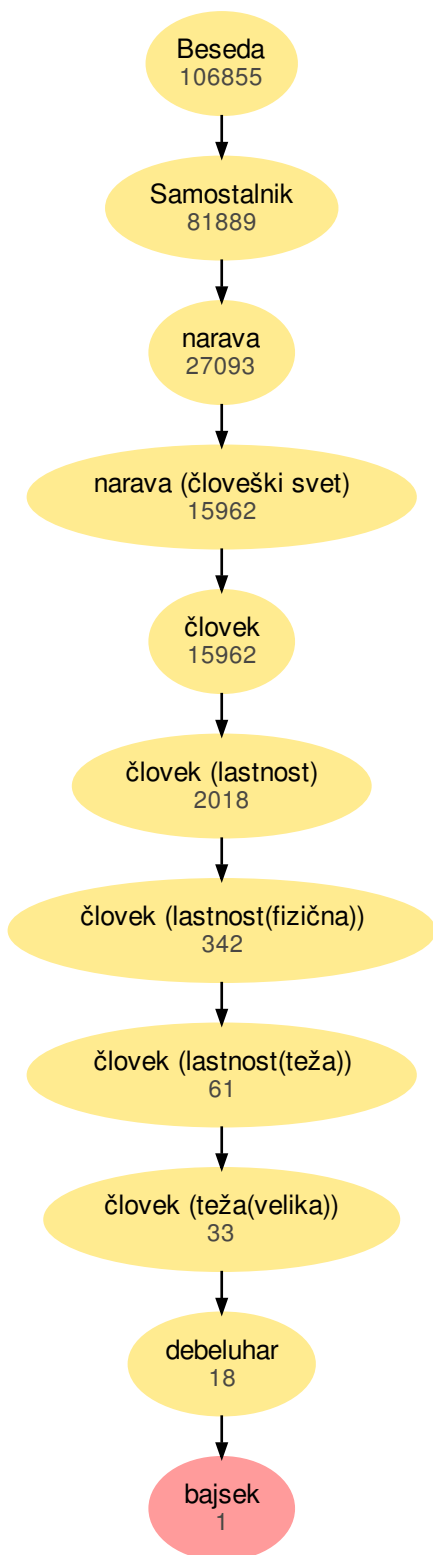 Beseda
106855
Samostalnik
81889
narava
27093
narava (človeški svet)
15962
človek
15962
človek (lastnost)
2018
človek (lastnost(fizična))
342
človek (lastnost(teža))
61
človek (teža(velika))
33
debeluhar
18
bajsek
1